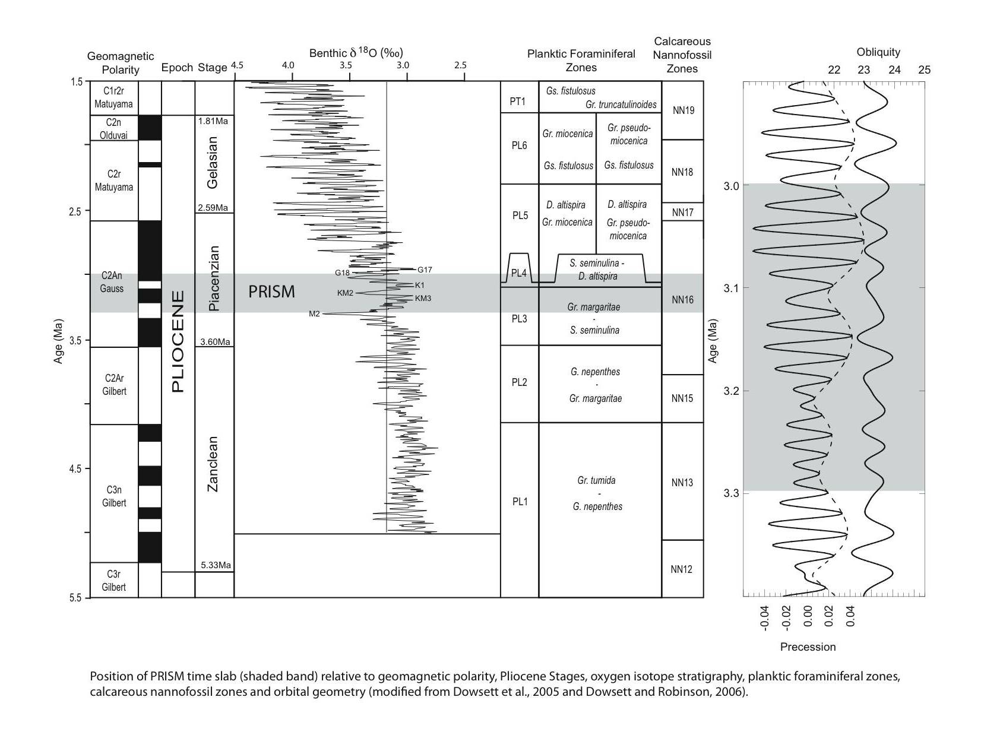 Geomagnetic
Polarity
Epoch
Stage
Benthic δ 18O (‰)
4.5
4.0
3.5
3.0
2.5
Planktic Foraminiferal
Zones
Calcareous
Nannofossil
Zones
Obliquity
22
23
24
25
Age (Ma)
1.5
2.5
3.5
4.5
5.5
C1r2r
Matuyama
C2n
Olduvai
C2r
Matuyama
C2An
Gauss
C2Ar
Gilbert
C3n
Gilbert
C3r
Gilbert
PLIOCENE
1.81Ma
Gelasian
2.59Ma
Piacenzian
3.60Ma
Zanclean
5.33Ma
PRISM
G18
G17
K1
KM2
KM3
M2
PT1
PL6
PL5
PL4
PL3
PL2
PL1
Gs. fistulosus
Gr. truncatulinoides
Gr. miocenica
Gs. fistulosus
Gr. pseudo-
miocenica
Gs. fistulosus
D. altispira
Gr. miocenica
D. altispira
Gr. pseudo-
miocenica
S. seminulina -
D. altispira
Gr. margaritae
-
S. seminulina
G. nepenthes
-
Gr. margaritae
Gr. tumida
-
G. nepenthes
NN19
NN18
NN17
NN16
NN15
NN13
NN12
Age (Ma)
3.0
3.1
3.2
3.3
-0.04
-0.02
0.00
0.02
0.04
Precession
Position of PRISM time slab (shaded band) relative to geomagnetic polarity, Pliocene Stages, oxygen isotope stratigraphy, planktic foraminiferal zones,
calcareous nannofossil zones and orbital geometry (modified from Dowsett et al., 2005 and Dowsett and Robinson, 2006).